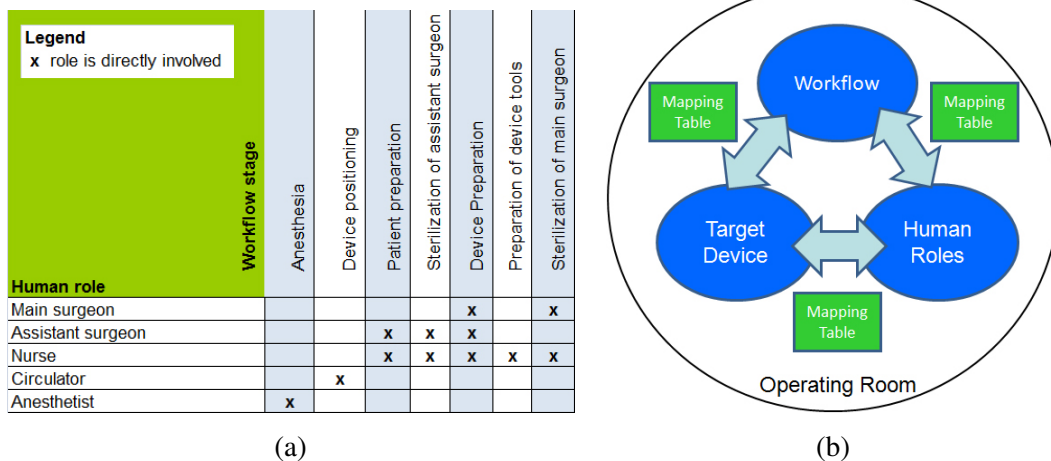 Legend
x role is directly involved
Workflow stage
Human role
Anesthesia
Device positioning
Patient preparation
Sterilization of assistant surgeon
Device Preparation
Preparation of device tools
Sterilization of main surgeon
Main surgeon x x
Assistant surgeon x x x
Nurse x x x x x
Circulator x
Anesthetist x
(a)
Workflow
Mapping
Table
Mapping
Table
Target
Device
Human
Roles
Mapping
Table
Operating Room
(b)